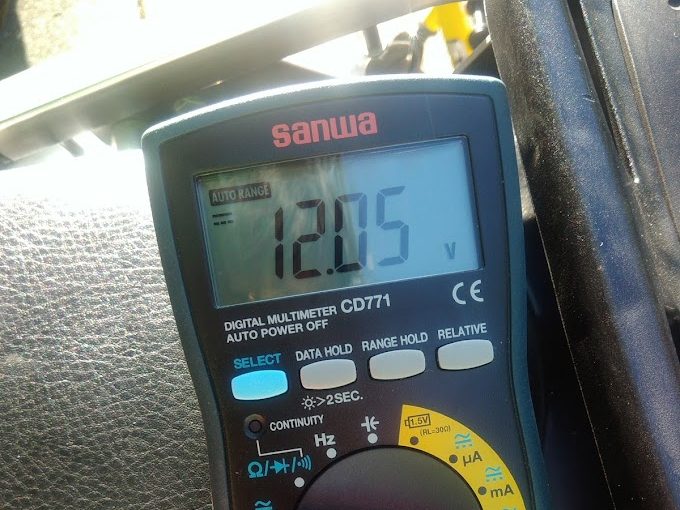 sanwa
AUTO RANGE
12.05 V
DIGITAL MULTIMETER CD771
AUTO POWER OFF
CE
SELECT
DATA HOLD
RANGE HOLD
RELATIVE
>2SEC.
CONTINUITY
Hz
1.5V
(RL=30Ω)
Ω/
µA
mA